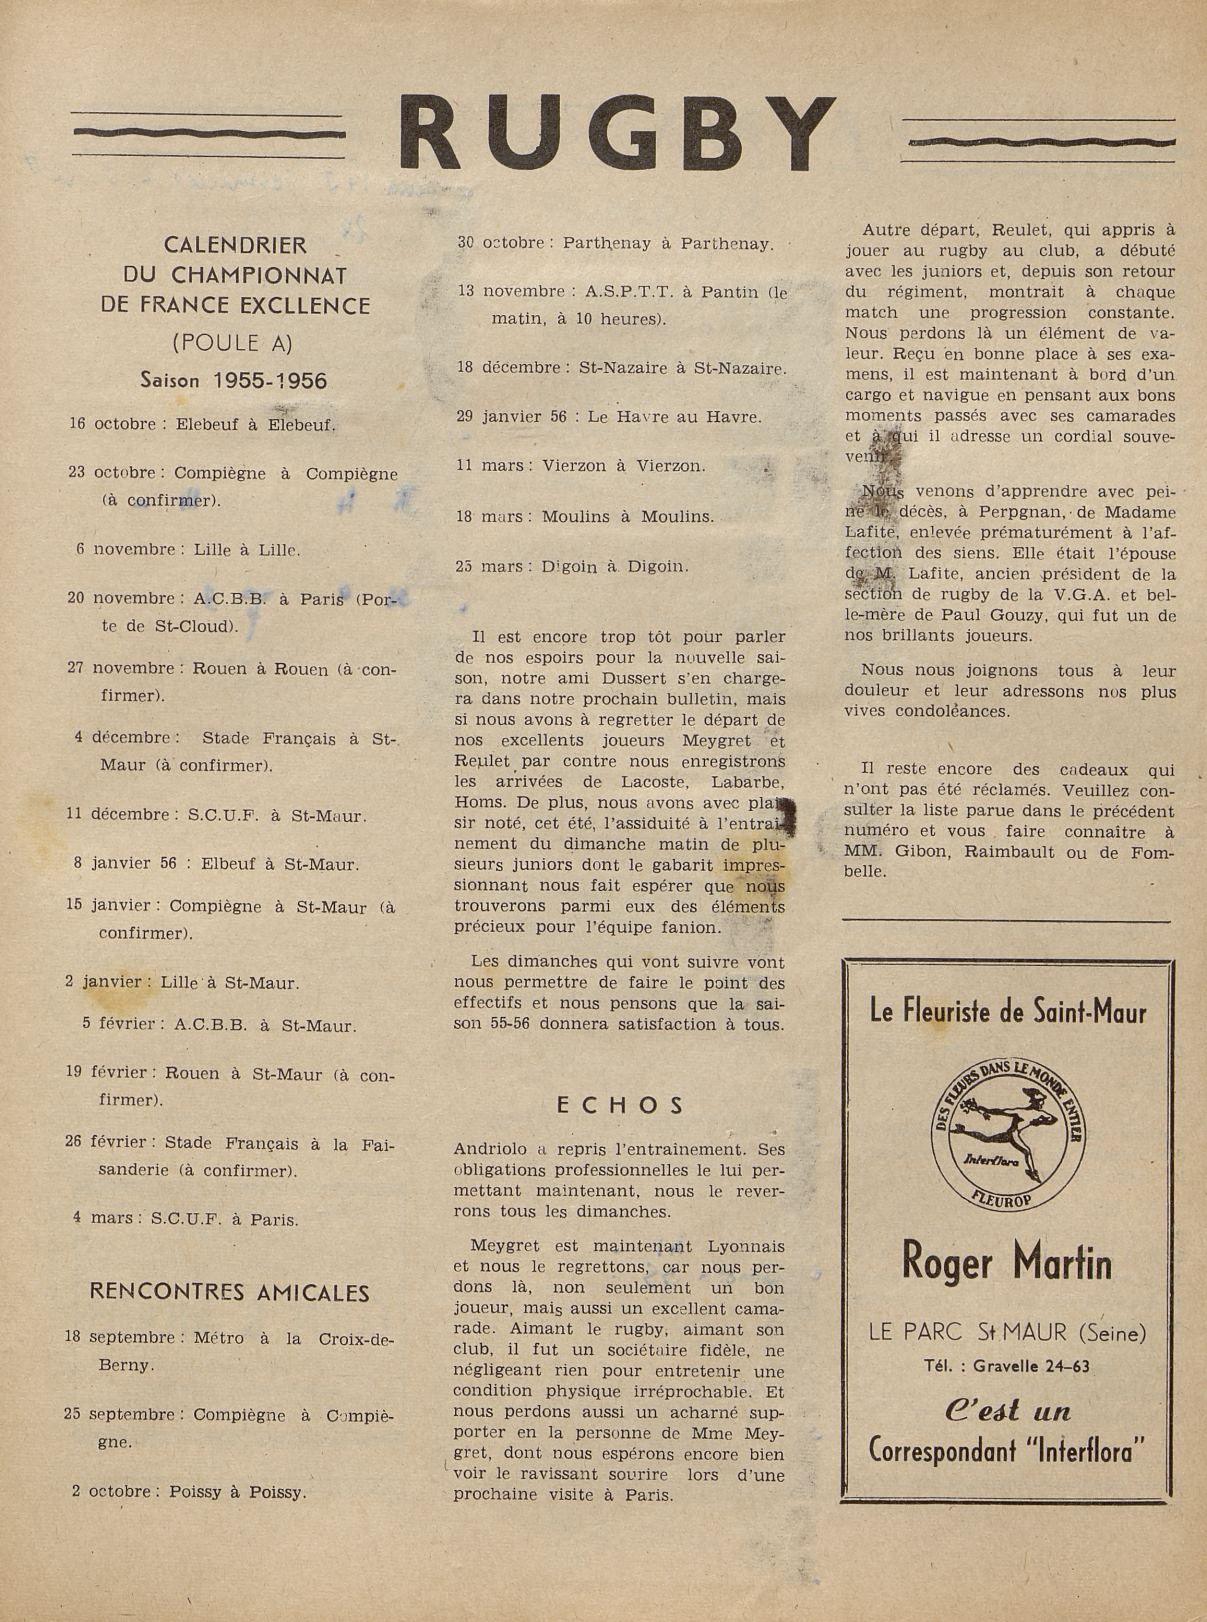 RUGBY
CALENDRIER
DU CHAMPIONNAT
DE FRANCE EXCLLENCE
(POULE A)
Saison 1955-1956
16 octobre : Elebeuf à Elebeuf.
23 octobre : Compiègne à Compiègne
(à confirmer).
6 novembre : Lille à Lille.
20 novembre : A.C.B.B. à Paris (Por-
te de St-Cloud).
27 novembre : Rouen à Rouen (à con-
firmer).
4 décembre : Stade Français à St-
Maur (à confirmer).
11 décembre : S.C.U.F. à St-Maur.
8 janvier 56 : Elbeuf à St-Maur.
15 janvier : Compiègne à St-Maur (à
confirmer).
2 janvier : Lille à St-Maur.
5 février : A.C.B.B. à St-Maur.
19 février : Rouen à St-Maur (à con-
firmer).
26 février : Stade Français à la Fai-
sanderie (à confirmer).
4 mars : S.C.U.F. à Paris.
RENCONTRES AMICALES
18 septembre : Métro à la Croix-de-
Berny.
25 septembre : Compiègne à Compiè-
gne.
2 octobre : Poissy à Poissy.
30 octobre : Parthenay à Parthenay.
13 novembre : A.S.P.T.T. à Pantin (le
matin, à 10 heures).
18 décembre : St-Nazaire à St-Nazaire.
29 janvier 56 : Le Havre au Havre.
11 mars : Vierzon à Vierzon.
18 mars : Moulins à Moulins.
25 mars : Digoin à Digoin.
Il est encore trop tôt pour parler
de nos espoirs pour la nouvelle sai-
son, notre ami Dussert s'en charge-
ra dans notre prochain bulletin, mais
si nous avons à regretter le départ de
nos excellents joueurs Meygret et
Reulet par contre nous enregistrons
les arrivées de Lacoste, Labarbe,
Homs. De plus, nous avons avec plai-
sir noté, cet été, l'assiduité à l'entraî-
nement du dimanche matin de plu-
sieurs juniors dont le gabarit impres-
sionnant nous fait espérer que nous
trouverons parmi eux des éléments
précieux pour l'équipe fanion.
Les dimanches qui vont suivre vont
nous permettre de faire le point des
effectifs et nous pensons que la sai-
son 55-56 donnera satisfaction à tous.
ECHOS
Andriolo a repris l'entraînement. Ses
obligations professionnelles le lui per-
mettant maintenant, nous le rever-
rons tous les dimanches.
Meygret est maintenant Lyonnais
et nous le regrettons, car nous per-
dons là, non seulement un bon
joueur, mais aussi un excellent cama-
rade. Aimant le rugby, aimant son
club, il fut un sociétaire fidèle, ne
négligeant rien pour entretenir une
condition physique irréprochable. Et
nous perdons aussi un acharné sup-
porter en la personne de Mme Mey-
gret, dont nous espérons encore bien
voir le ravissant sourire lors d'une
prochaine visite à Paris.
Autre départ, Reulet, qui appris à
jouer au rugby au club, a débuté
avec les juniors et, depuis son retour
du régiment, montrait à chaque
match une progression constante.
Nous perdons là un élément de va-
leur. Reçu en bonne place à ses exa-
mens, il est maintenant à bord d'un
cargo et navigue en pensant aux bons
moments passés avec ses camarades
et à qui il adresse un cordial souve-
venir.
Nous venons d'apprendre avec pei-
ne le décès, à Perpgnan, de Madame
Lafite, enlevée prématurément à l'af-
fection des siens. Elle était l'épouse
de M. Lafite, ancien président de la
section de rugby de la V.G.A. et bel-
le-mère de Paul Gouzy, qui fut un de
nos brillants joueurs.
Nous nous joignons tous à leur
douleur et leur adressons nos plus
vives condoléances.
Il reste encore des cadeaux qui
n'ont pas été réclamés. Veuillez con-
sulter la liste parue dans le précédent
numéro et vous faire connaître à
MM. Gibon, Raimbault ou de Fom-
belle.
Le Fleuriste de Saint-Maur
DES FLEURS DANS LE MONDE ENTIER
Interflora
FLEUROP
Roger Martin
LE PARC St MAUR (Seine)
Tél. : Gravelle 24-63
C'est un
Correspondant "Interflora"